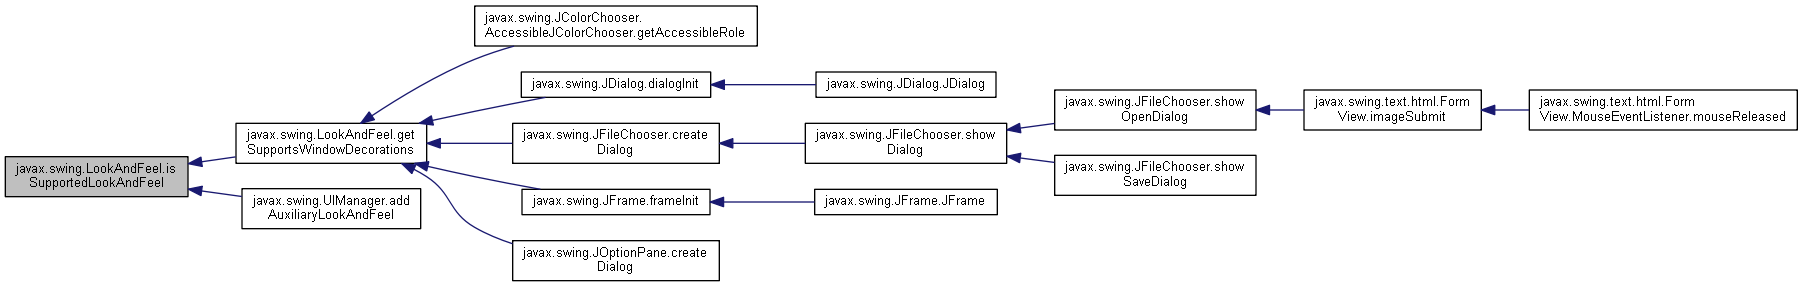 javax.swing.LookAndFeel.is
SupportedLookAndFeel
javax.swing.LookAndFeel.get
SupportsWindowDecorations
javax.swing.UIManager.add
AuxiliaryLookAndFeel
javax.swing.JColorChooser.
AccessibleJColorChooser.getAccessibleRole
javax.swing.JDialog.dialogInit
javax.swing.JDialog.JDialog
javax.swing.JFileChooser.create
Dialog
javax.swing.JFileChooser.show
Dialog
javax.swing.JFileChooser.show
OpenDialog
javax.swing.text.html.Form
View.imageSubmit
javax.swing.text.html.Form
View.MouseEventListener.mouseReleased
javax.swing.JFileChooser.show
SaveDialog
javax.swing.JFrame.frameInit
javax.swing.JFrame.JFrame
javax.swing.JOptionPane.create
Dialog